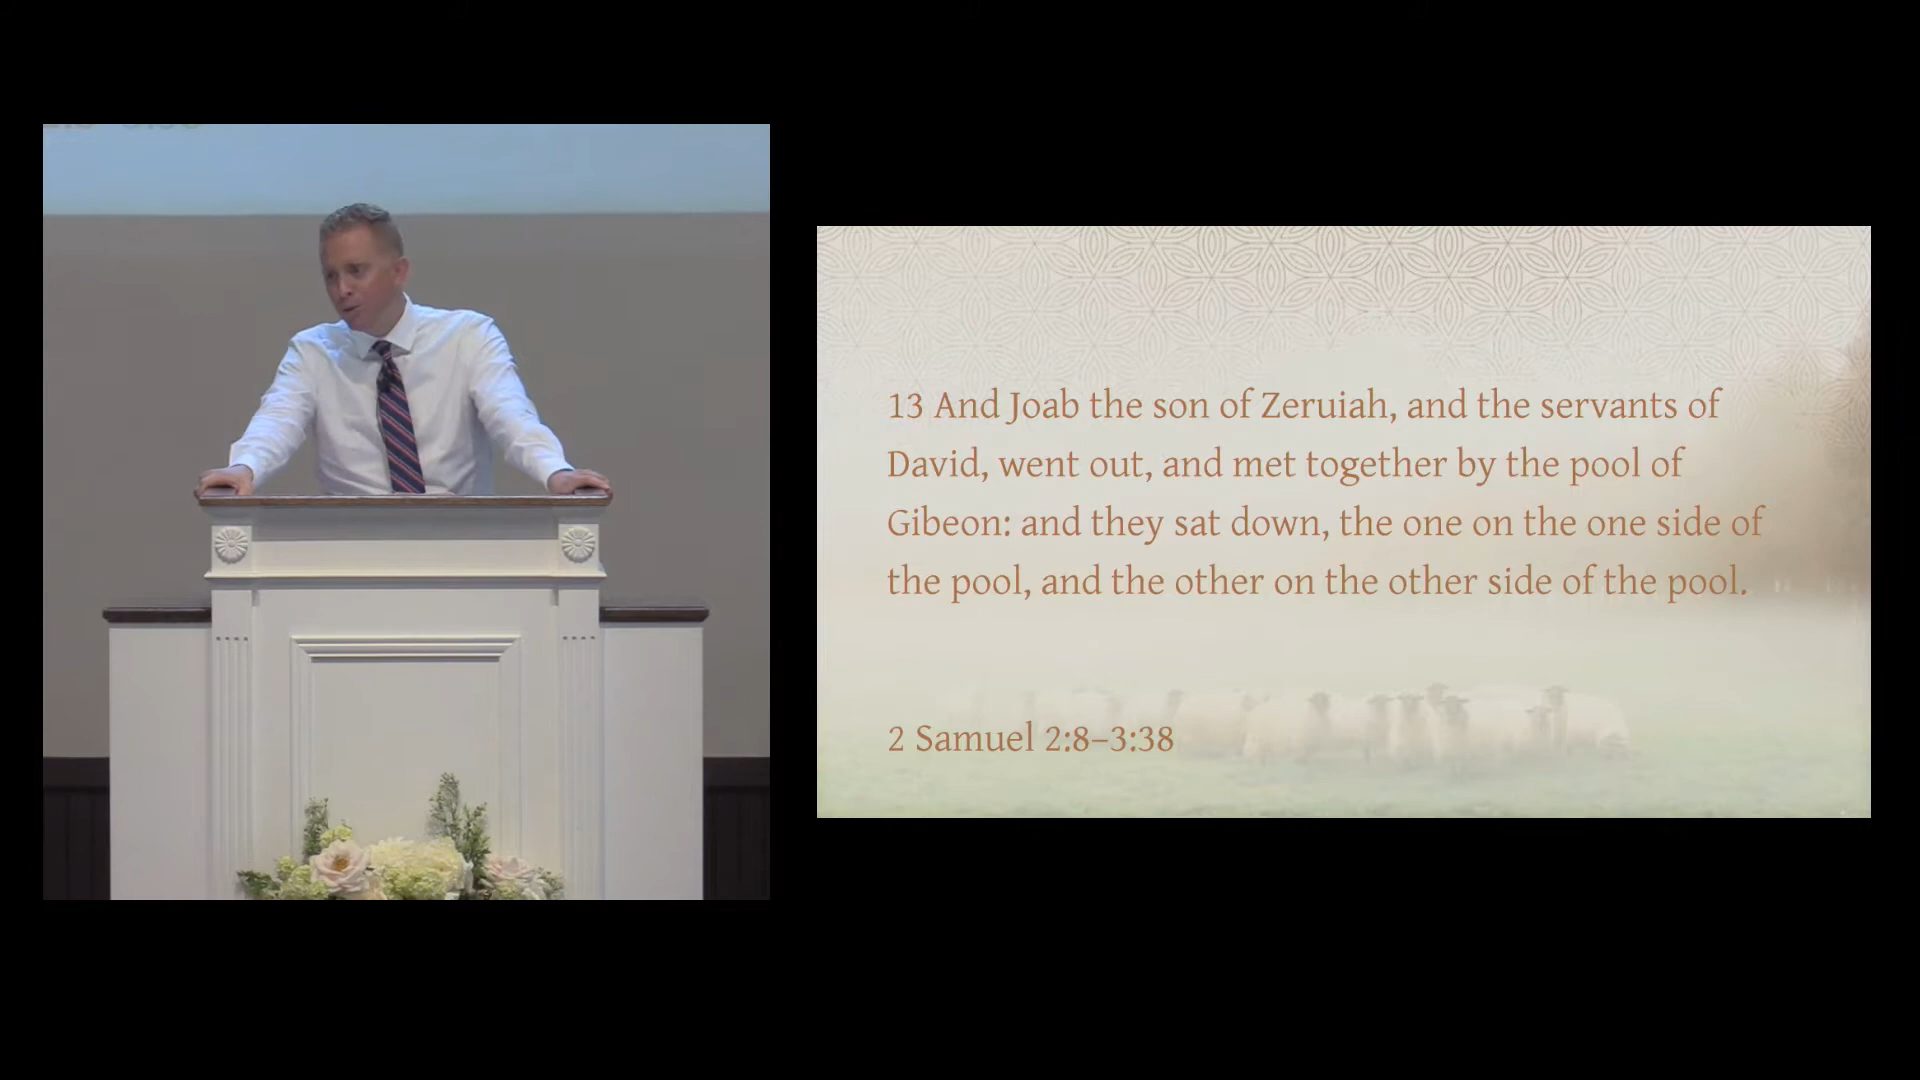 13 And Joab the son of Zeruiah, and the servants of
David, went out, and met together by the pool of
Gibeon: and they sat down, the one on the one side of
the pool, and the other on the other side of the pool.
2 Samuel 2:8–3:38